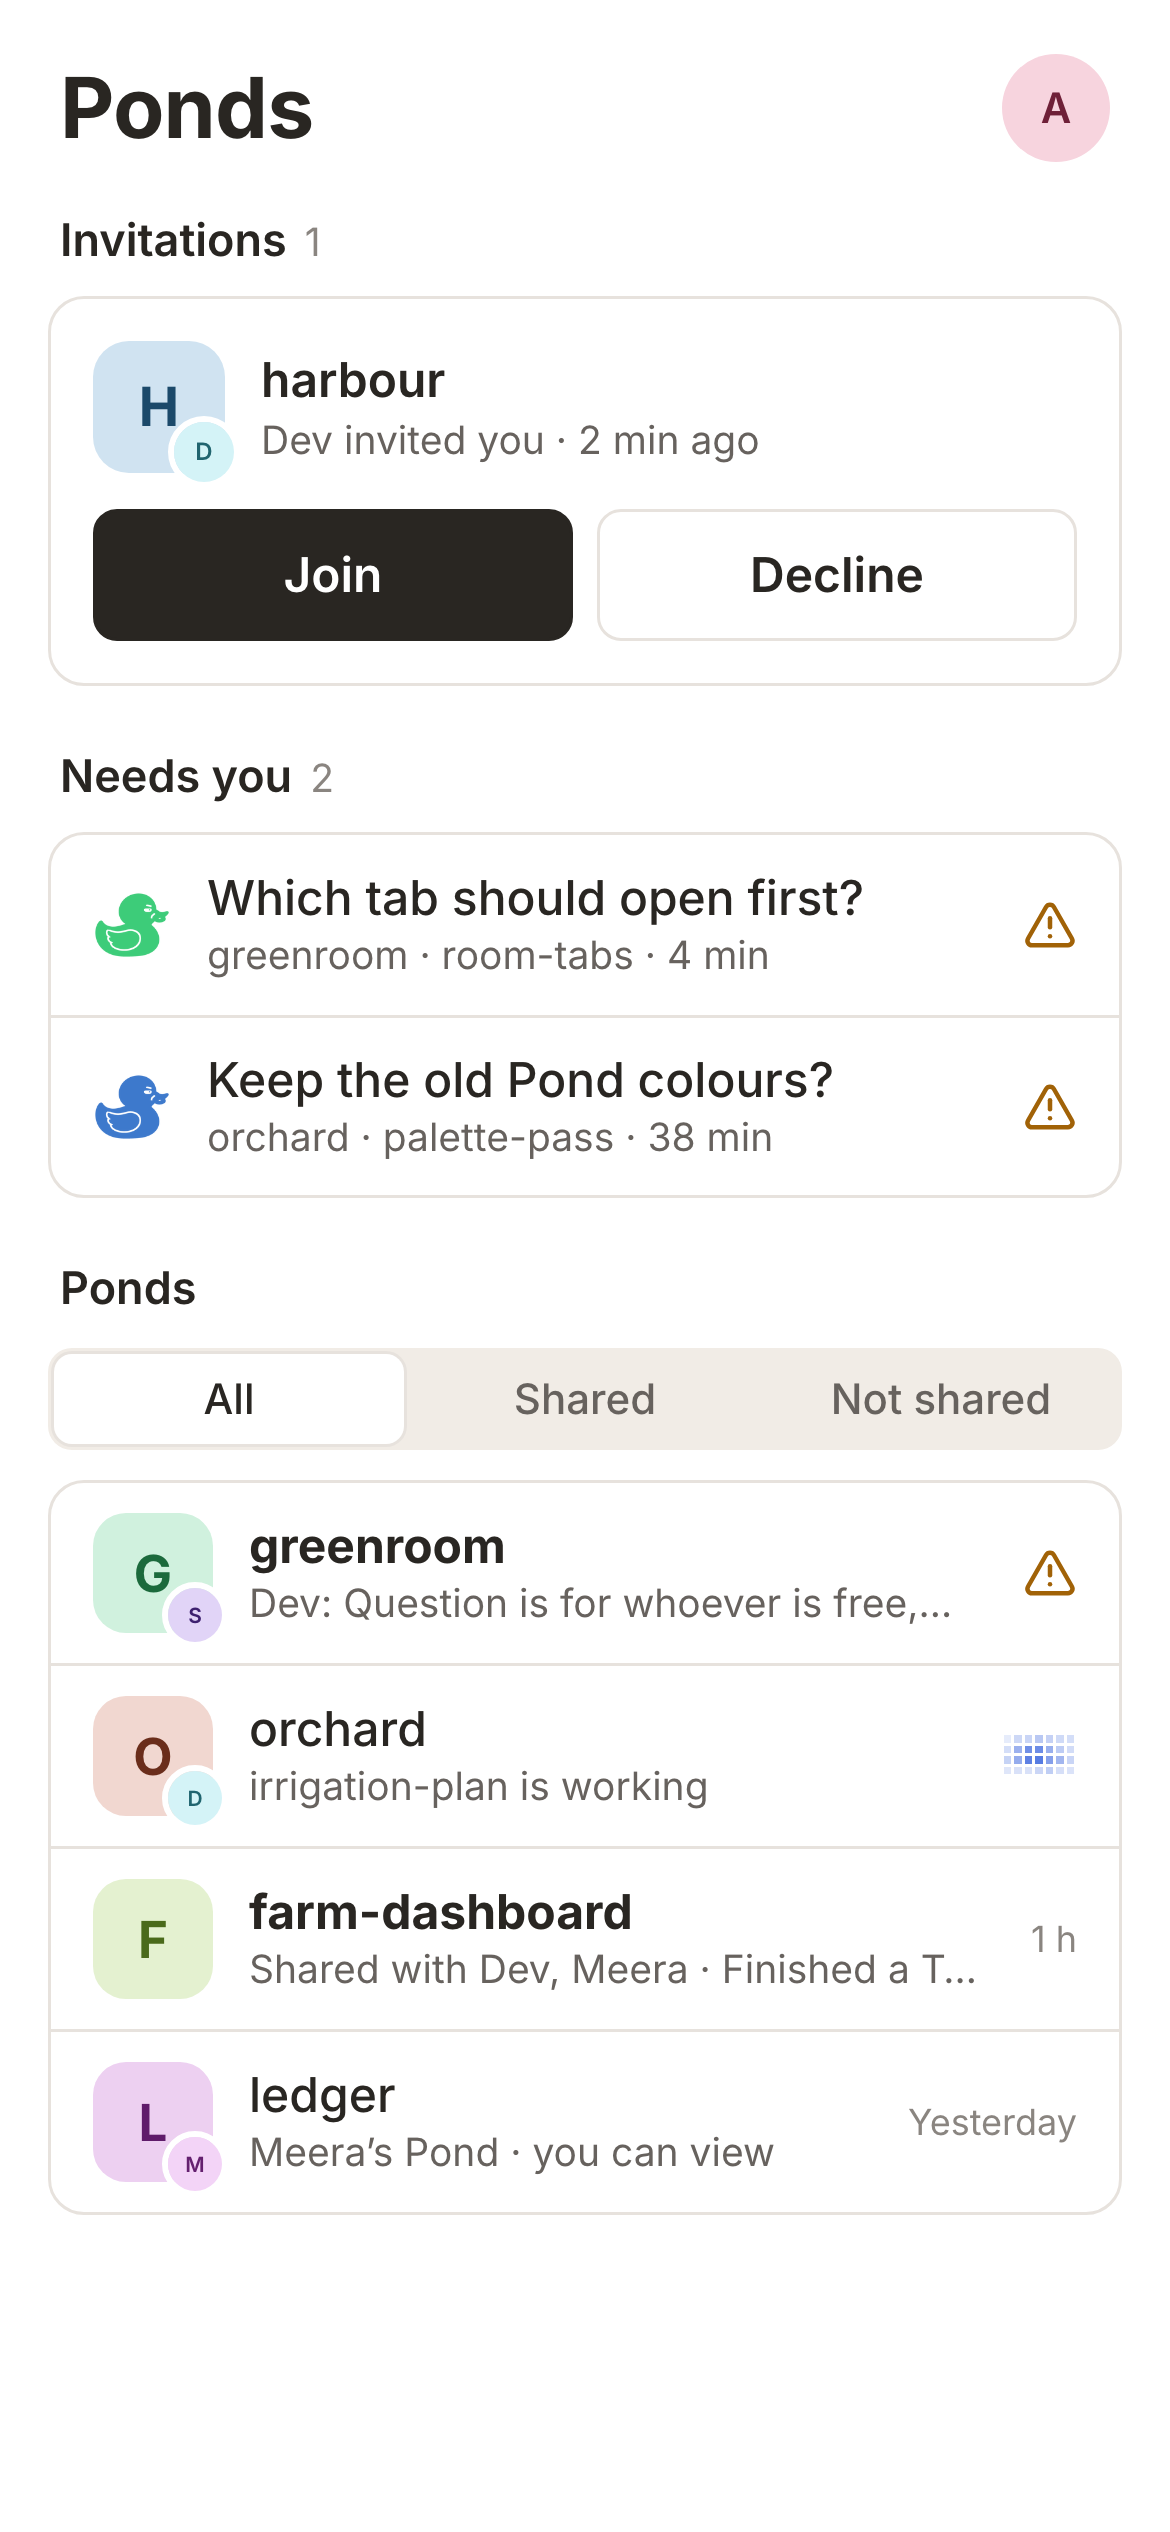 Ponds
A
Invitations 1
H
D
harbour
Dev invited you · 2 min ago
Join
Decline
Needs you 2
Which tab should open first?
greenroom · room-tabs · 4 min
Keep the old Pond colours?
orchard · palette-pass · 38 min
Ponds
All
Shared
Not shared
G
S
greenroom
Dev: Question is for whoever is free,...
O
D
orchard
irrigation-plan is working
F
farm-dashboard
Shared with Dev, Meera · Finished a T...
1 h
L
M
ledger
Meera’s Pond · you can view
Yesterday